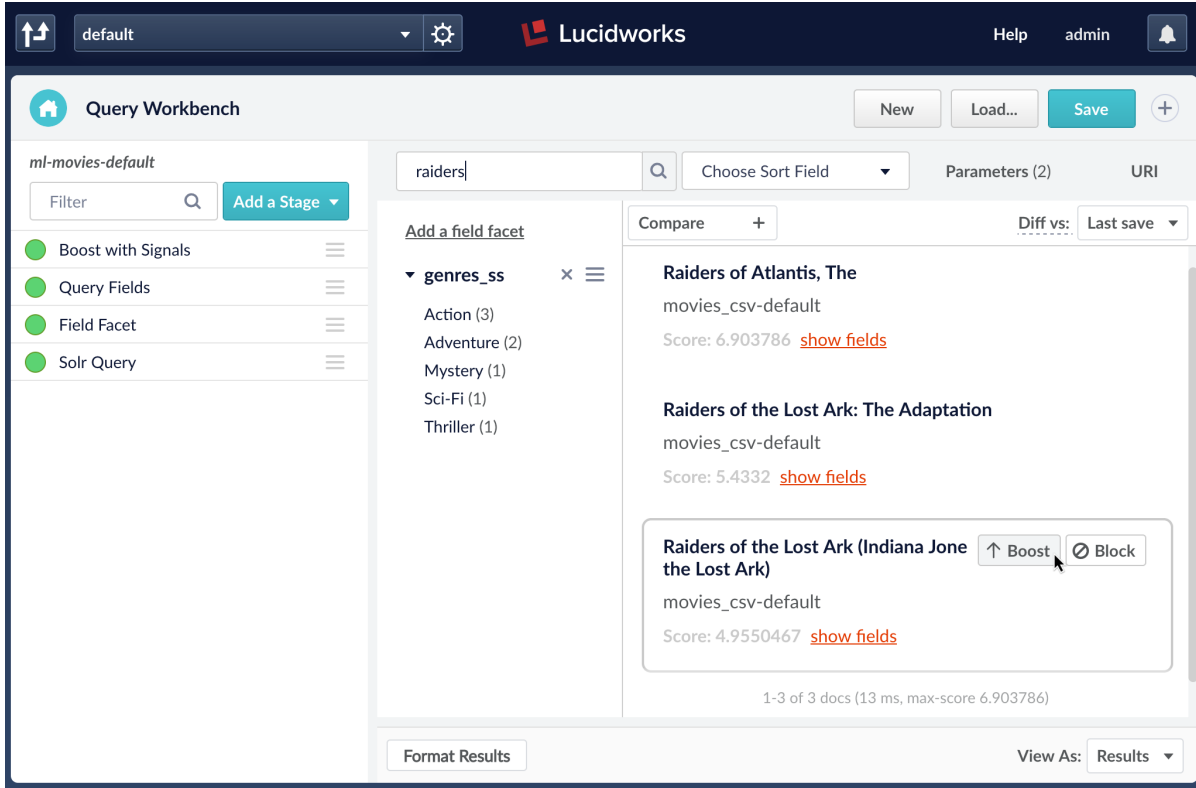 default
Lucidworks
Help
admin
Query Workbench
New
Load...
Save
ml-movies-default
Filter
Add a Stage
Boost with Signals
Query Fields
Field Facet
Solr Query
raiders
Choose Sort Field
Parameters (2)
URI
Add a field facet
genres_ss
Action (3)
Adventure (2)
Mystery (1)
Sci-Fi (1)
Thriller (1)
Compare +
Diff vs:
Last save
Raiders of Atlantis, The
movies_csv-default
Score: 6.903786 show fields
Raiders of the Lost Ark: The Adaptation
movies_csv-default
Score: 5.4332 show fields
Raiders of the Lost Ark (Indiana Jone
the Lost Ark)
Boost
Block
movies_csv-default
Score: 4.9550467 show fields
1-3 of 3 docs (13 ms, max-score 6.903786)
Format Results
View As:
Results